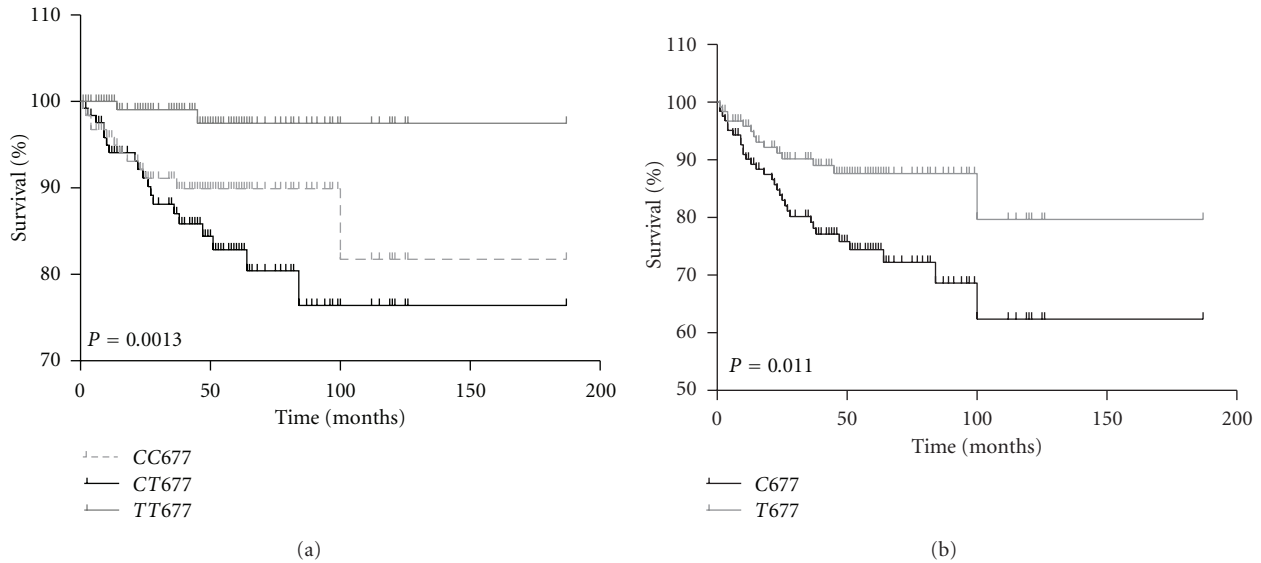 110
100
90
80
70
Survival (%)
P = 0.0013
0
50
100
150
200
Time (months)
CC677
CT677
TT677
(a)
110
100
90
80
70
60
50
Survival (%)
P = 0.011
0
50
100
150
200
Time (months)
C677
T677
(b)